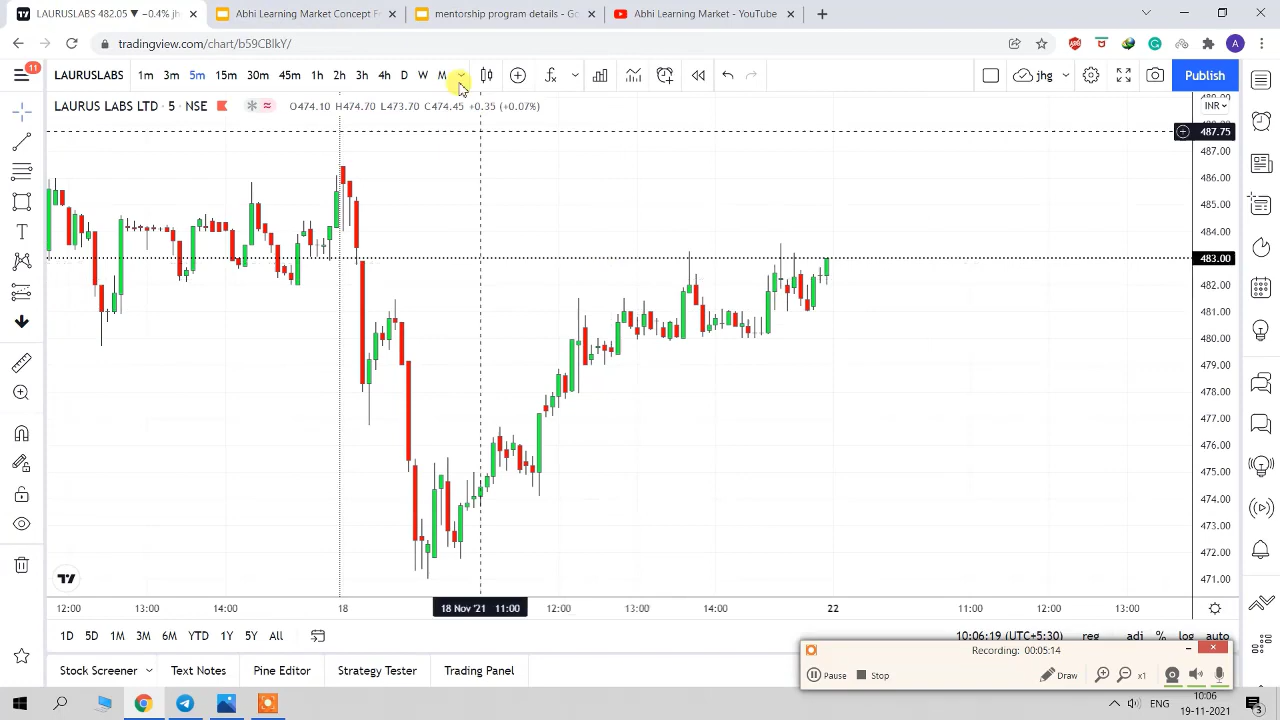 LAURUSLABS 482.05 ▼ −0.4% jh
Abhi Learning Market Content E
mentorship program details - Go
Abhi Learning Market - YouTube
tradingview.com/chart/b59CBlkY/
A
11
LAURUSLABS 1m 3m 5m 15m 30m 45m 1h 2h 3h 4h D W M
jhg
Publish
LAURUS LABS LTD · 5 · NSE
O474.10 H474.70 L473.70 C474.45 +0.35 (+0.07%)
INR
487.75
487.00
486.00
485.00
484.00
483.00
482.00
481.00
480.00
479.00
478.00
477.00
476.00
475.00
474.00
473.00
472.00
471.00
12:00 13:00 14:00 18 18 Nov '21 11:00 12:00 13:00 14:00 22 11:00 12:00 13:00
1D 5D 1M 3M 6M YTD 1Y 5Y All
10:06:19 (UTC+5:30) reg adj % log auto
Stock Screener Text Notes Pine Editor Strategy Tester Trading Panel
Recording: 00:05:14
Pause Stop Draw x1
ENG
10:06
19-11-2021
3